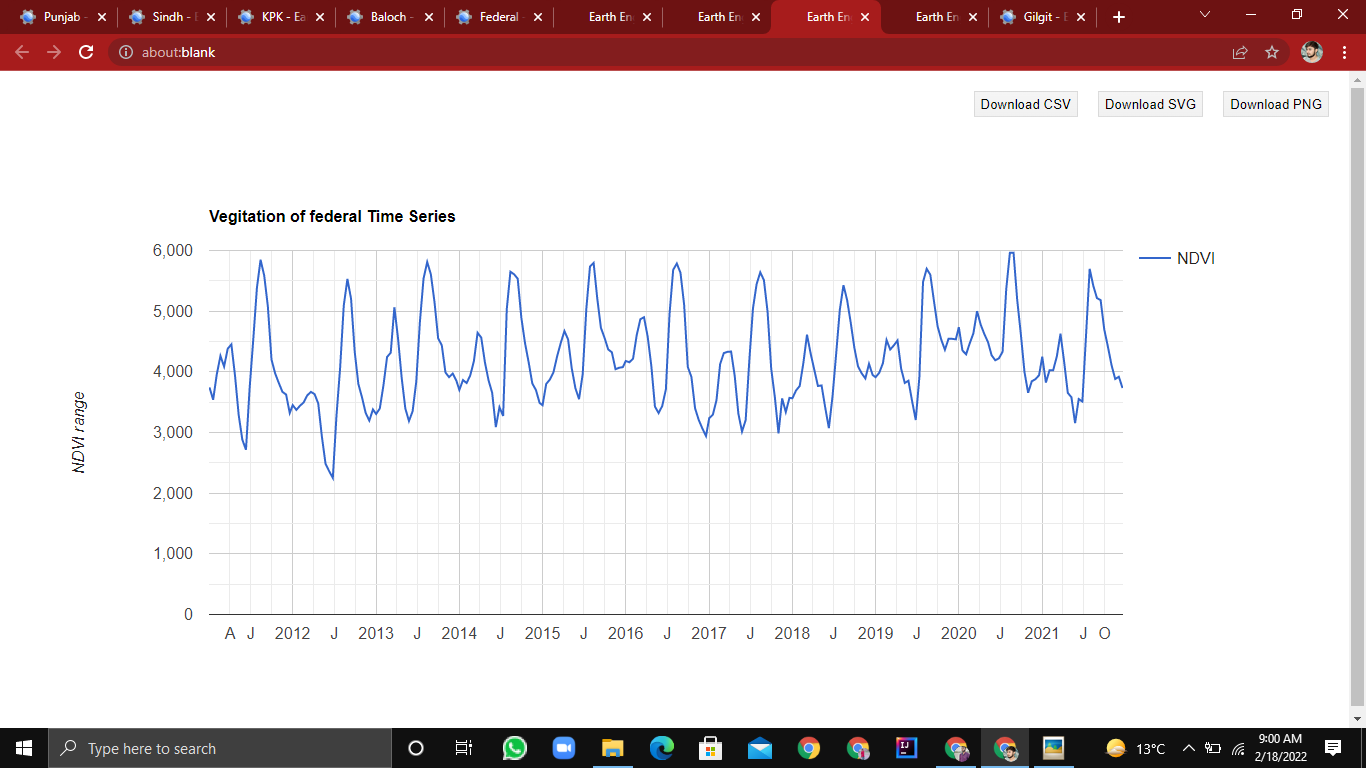 Punjab - Sindh - E KPK - Ea Baloch - Federal - Earth En Earth En Earth En Earth En Gilgit - E
about:blank
Download CSV Download SVG Download PNG
Vegitation of federal Time Series
6,000
NDVI
5,000
4,000
3,000
NDVI range
2,000
1,000
0
A J 2012 J 2013 J 2014 J 2015 J 2016 J 2017 J 2018 J 2019 J 2020 J 2021 J O
Type here to search
13°C
9:00 AM
2/18/2022